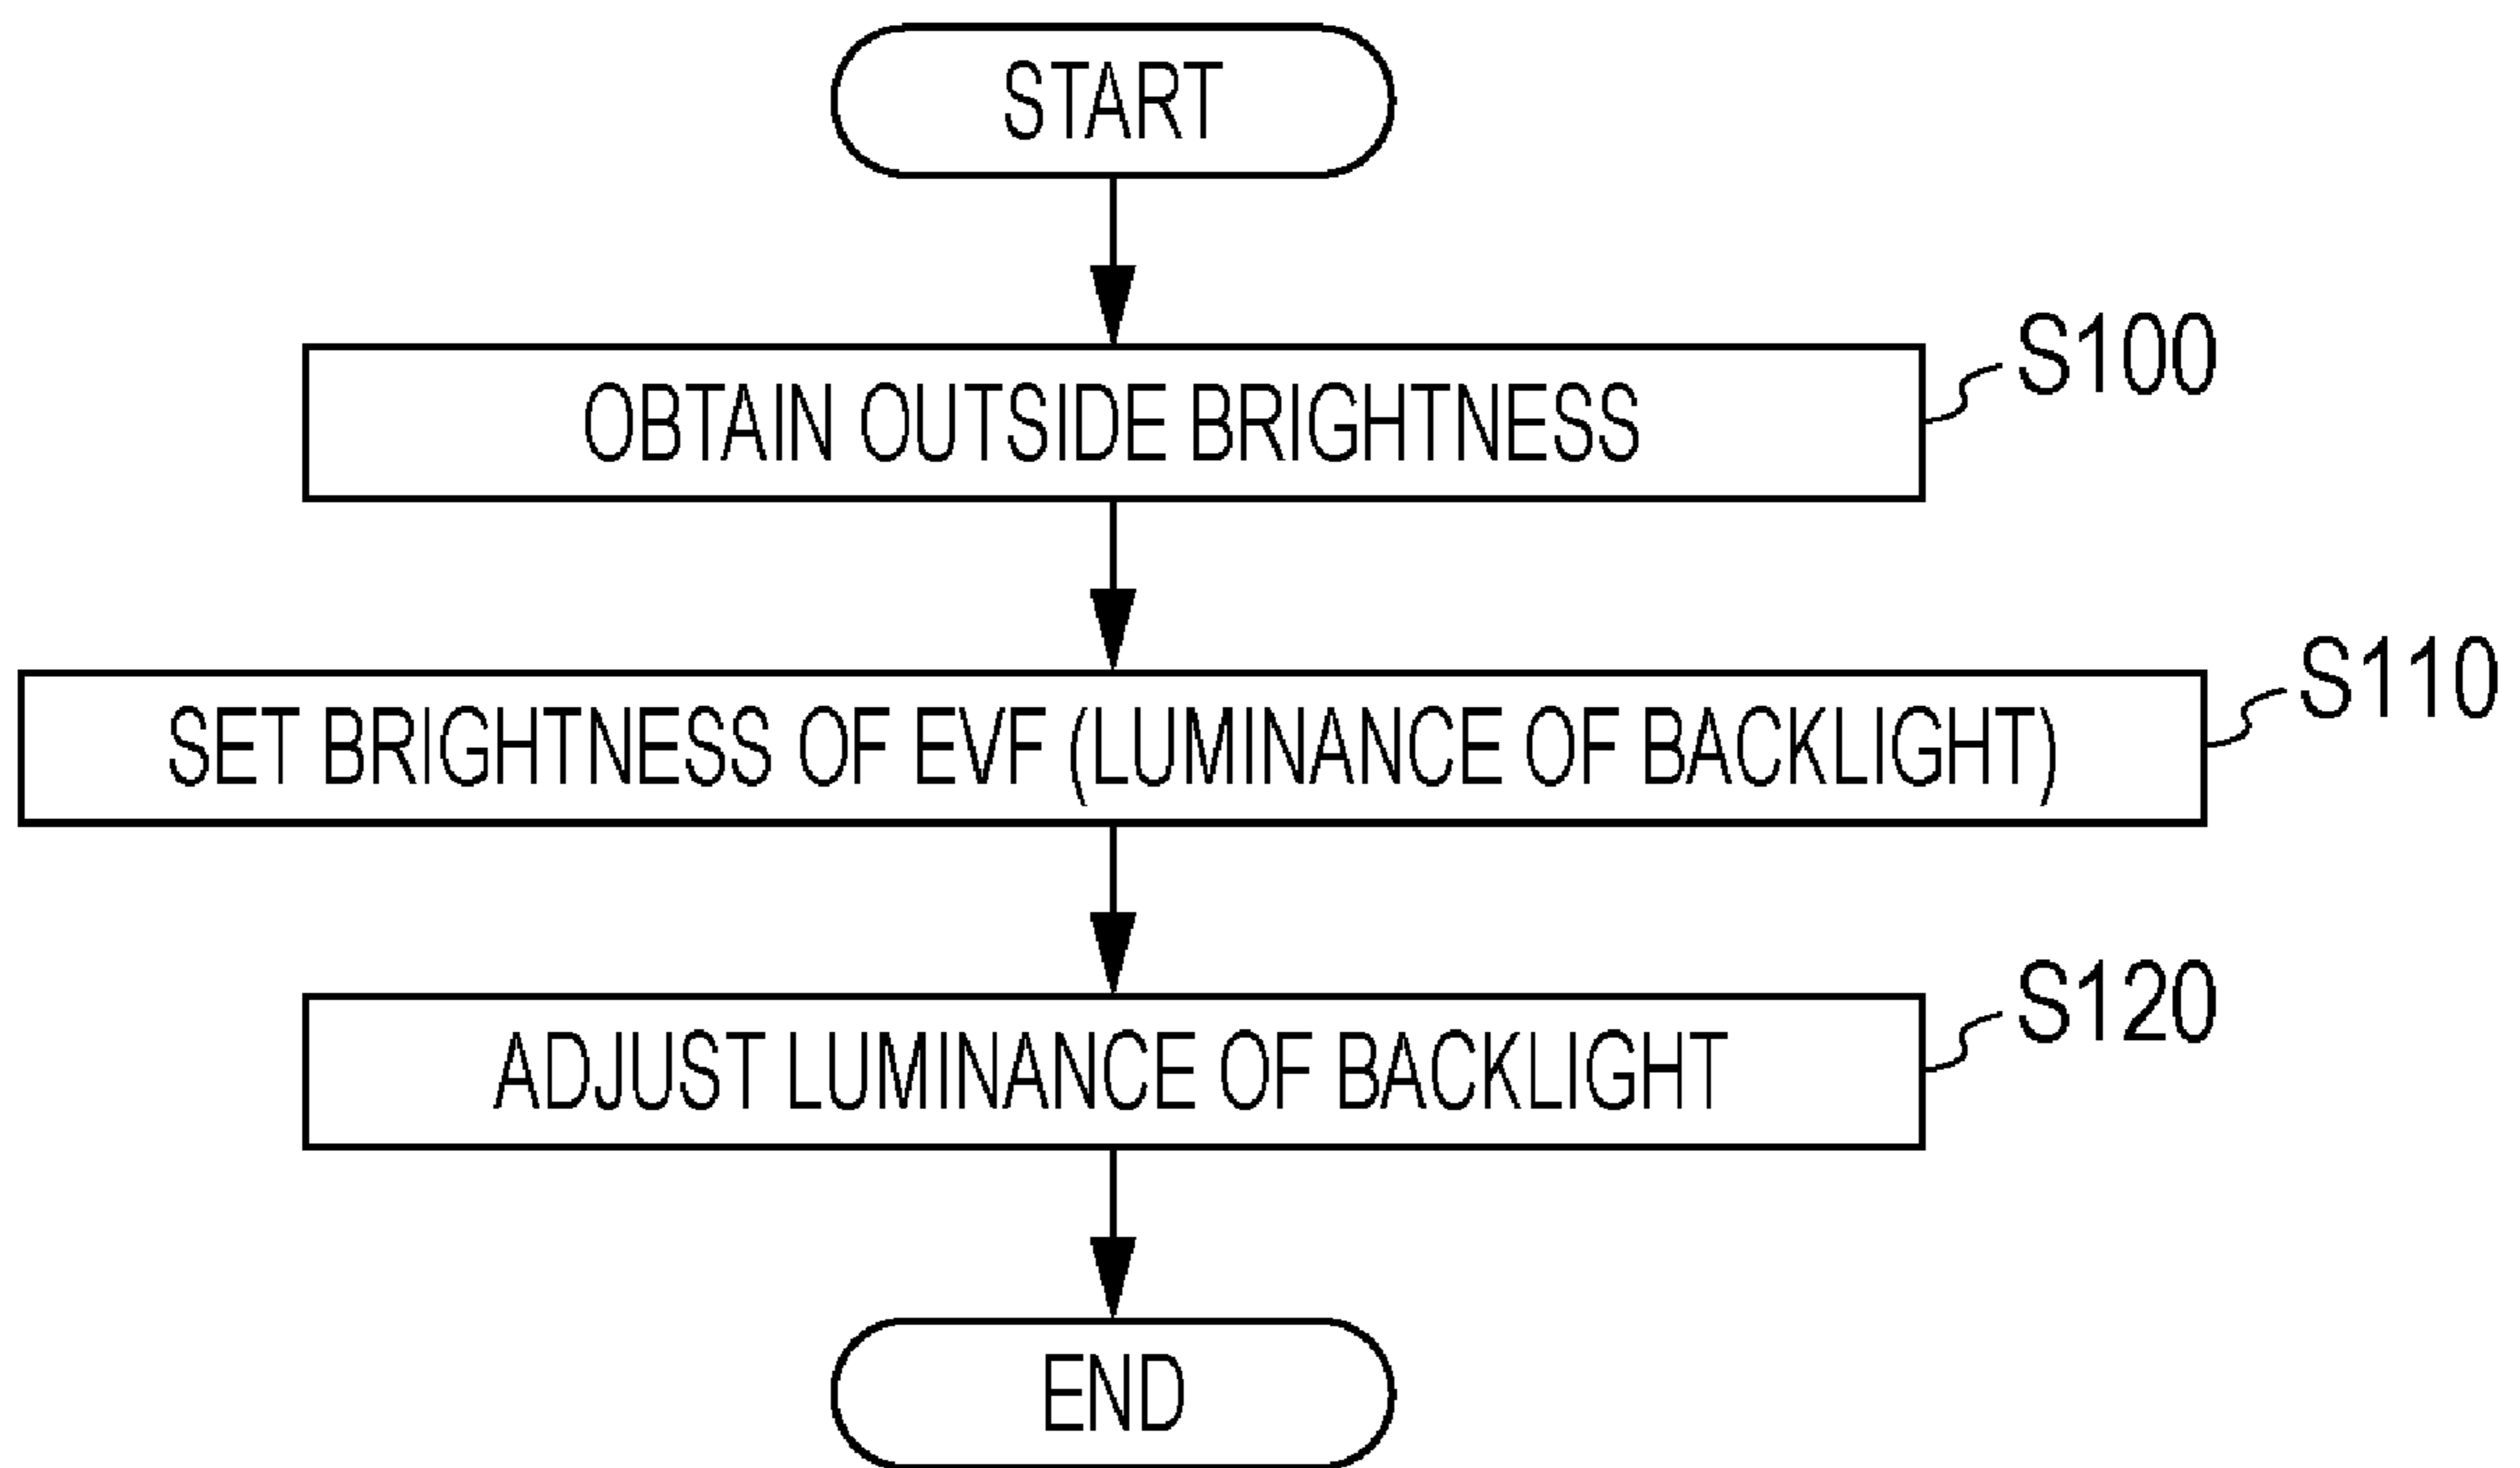 START
OBTAIN OUTSIDE BRIGHTNESS
S100
SET BRIGHTNESS OF EVF (LUMINANCE OF BACKLIGHT)
S110
ADJUST LUMINANCE OF BACKLIGHT
S120
END